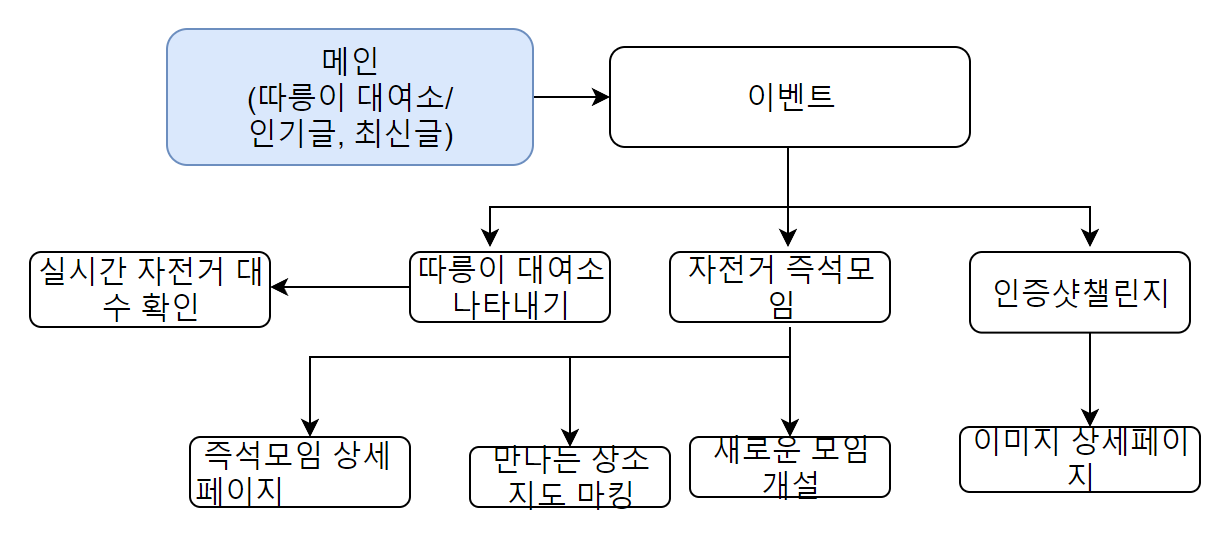 메인
(따릉이 대여소/
인기글, 최신글)
이벤트
실시간 자전거 대
수 확인
따릉이 대여소
나타내기
자전거 즉석모
임
인증샷챌린지
즉석모임 상세
페이지
만나는 장소
지도 마킹
새로운 모임
개설
이미지 상세페이
지